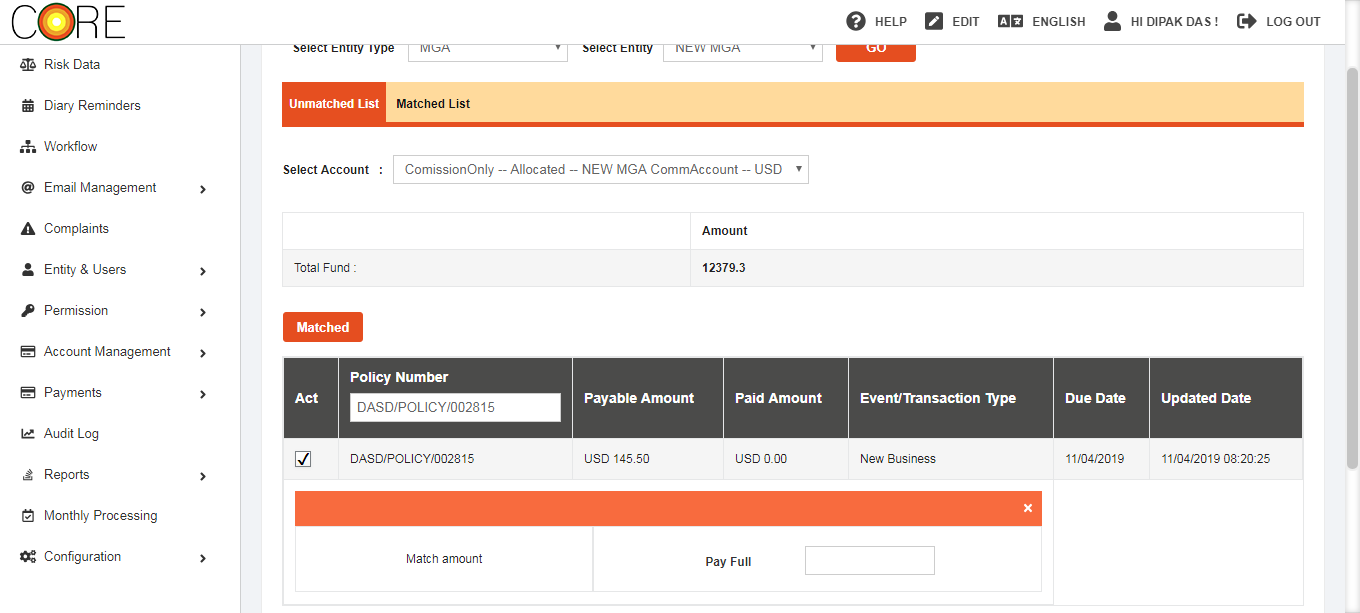 CORE
HELP
EDIT
ENGLISH
HI DIPAK DAS !
LOG OUT
Risk Data
Diary Reminders
Workflow
Email Management
Complaints
Entity & Users
Permission
Account Management
Payments
Audit Log
Reports
Monthly Processing
Configuration
Select Entity Type MGA Select Entity NEW MGA GO
Unmatched List Matched List
Select Account : ComissionOnly -- Allocated -- NEW MGA CommAccount -- USD
Amount
Total Fund : 12379.3
Matched
Act Policy Number Payable Amount Paid Amount Event/Transaction Type Due Date Updated Date
DASD/POLICY/002815
DASD/POLICY/002815 USD 145.50 USD 0.00 New Business 11/04/2019 11/04/2019 08:20:25
×
Match amount Pay Full